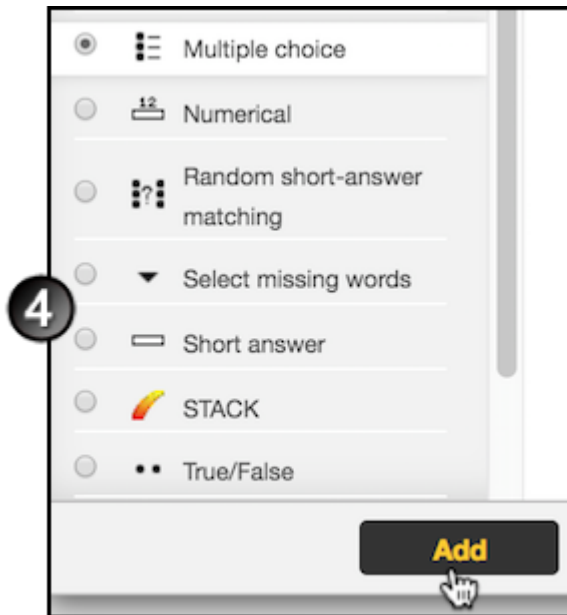 Multiple choice
12
Numerical
Random short-answer
?
matching
Select missing words
4
Short answer
STACK
True/False
Add